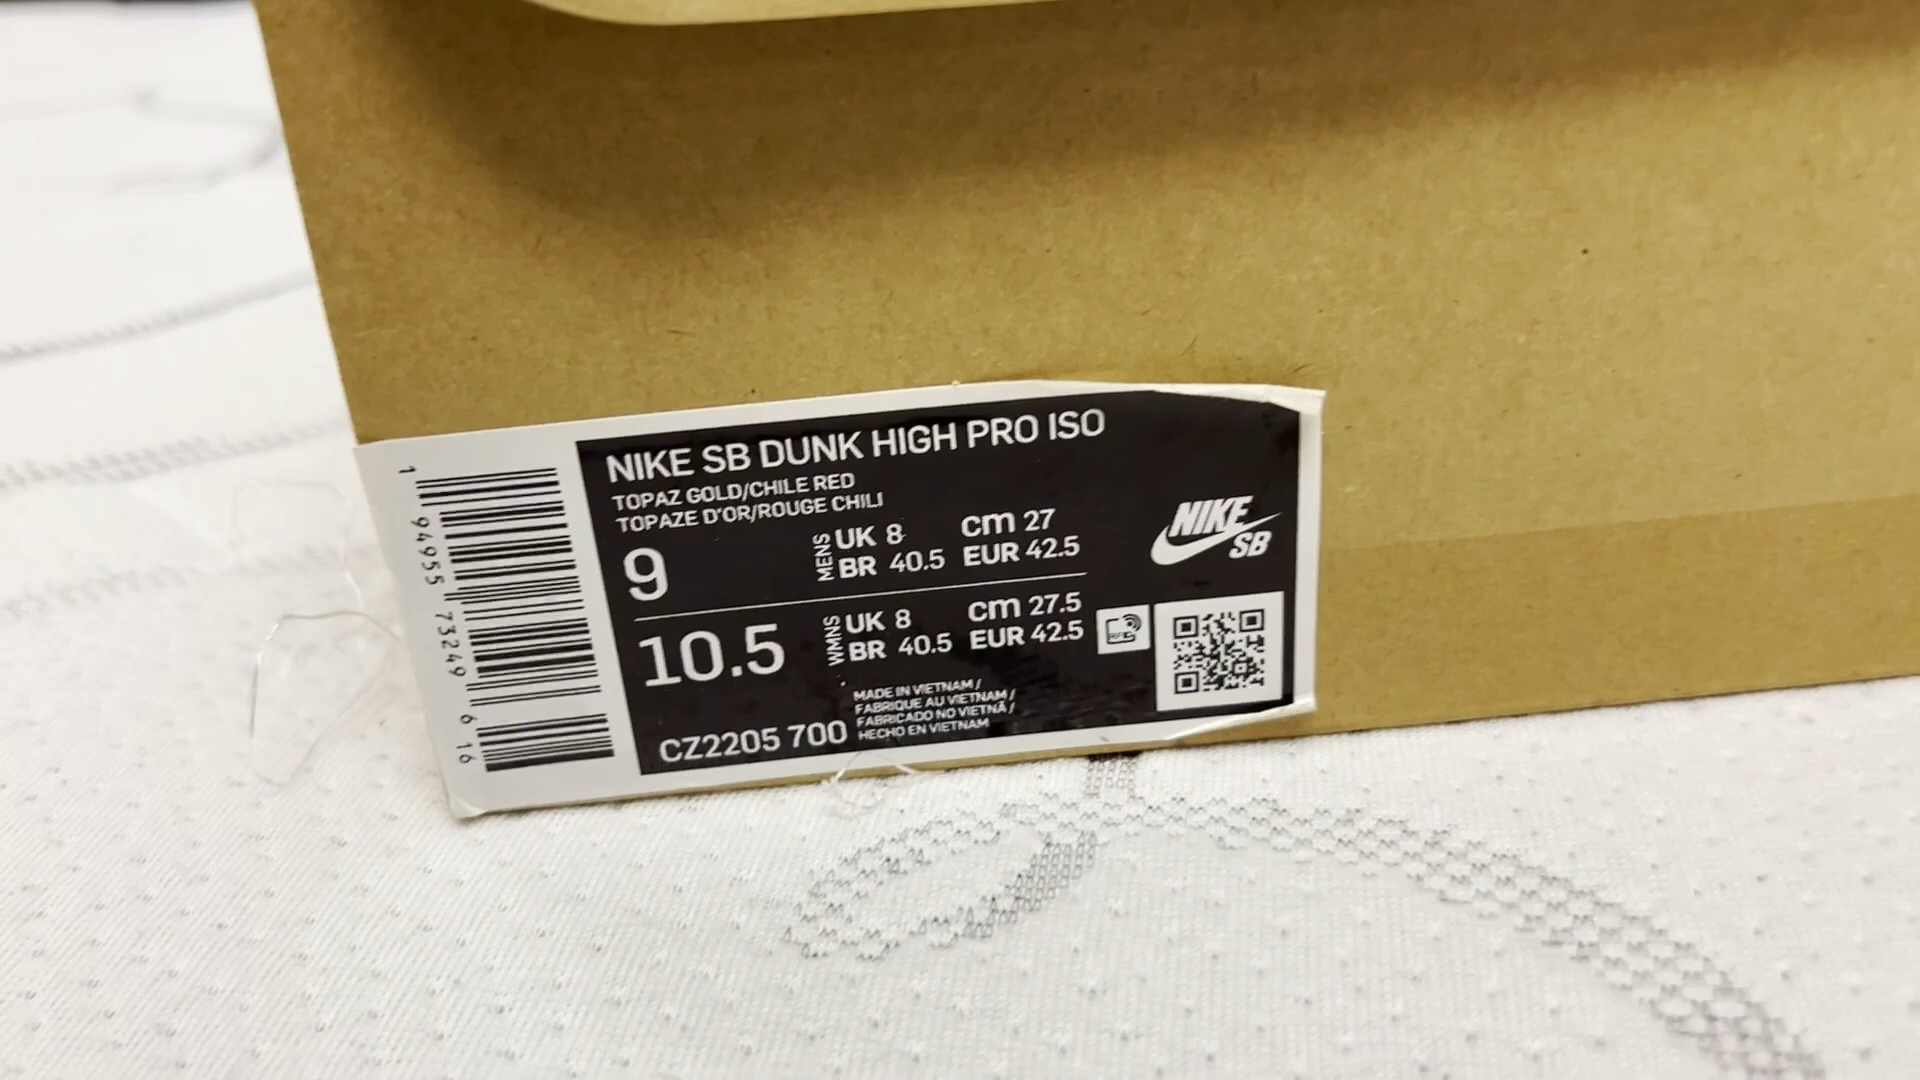 NIKE SB DUNK HIGH PRO ISO
TOPAZ GOLD/CHILE RED
TOPAZE D'OR/ROUGE CHILI
9
MENS
UK 8 cm 27
BR 40.5 EUR 42.5
10.5
WMNS
UK 8 cm 27.5
BR 40.5 EUR 42.5
CZ2205 700
MADE IN VIETNAM /
FABRIQUE AU VIETNAM /
FABRICADO NO VIETNÃ /
HECHO EN VIETNAM
NIKE
SB
1 94955 73249 6 16